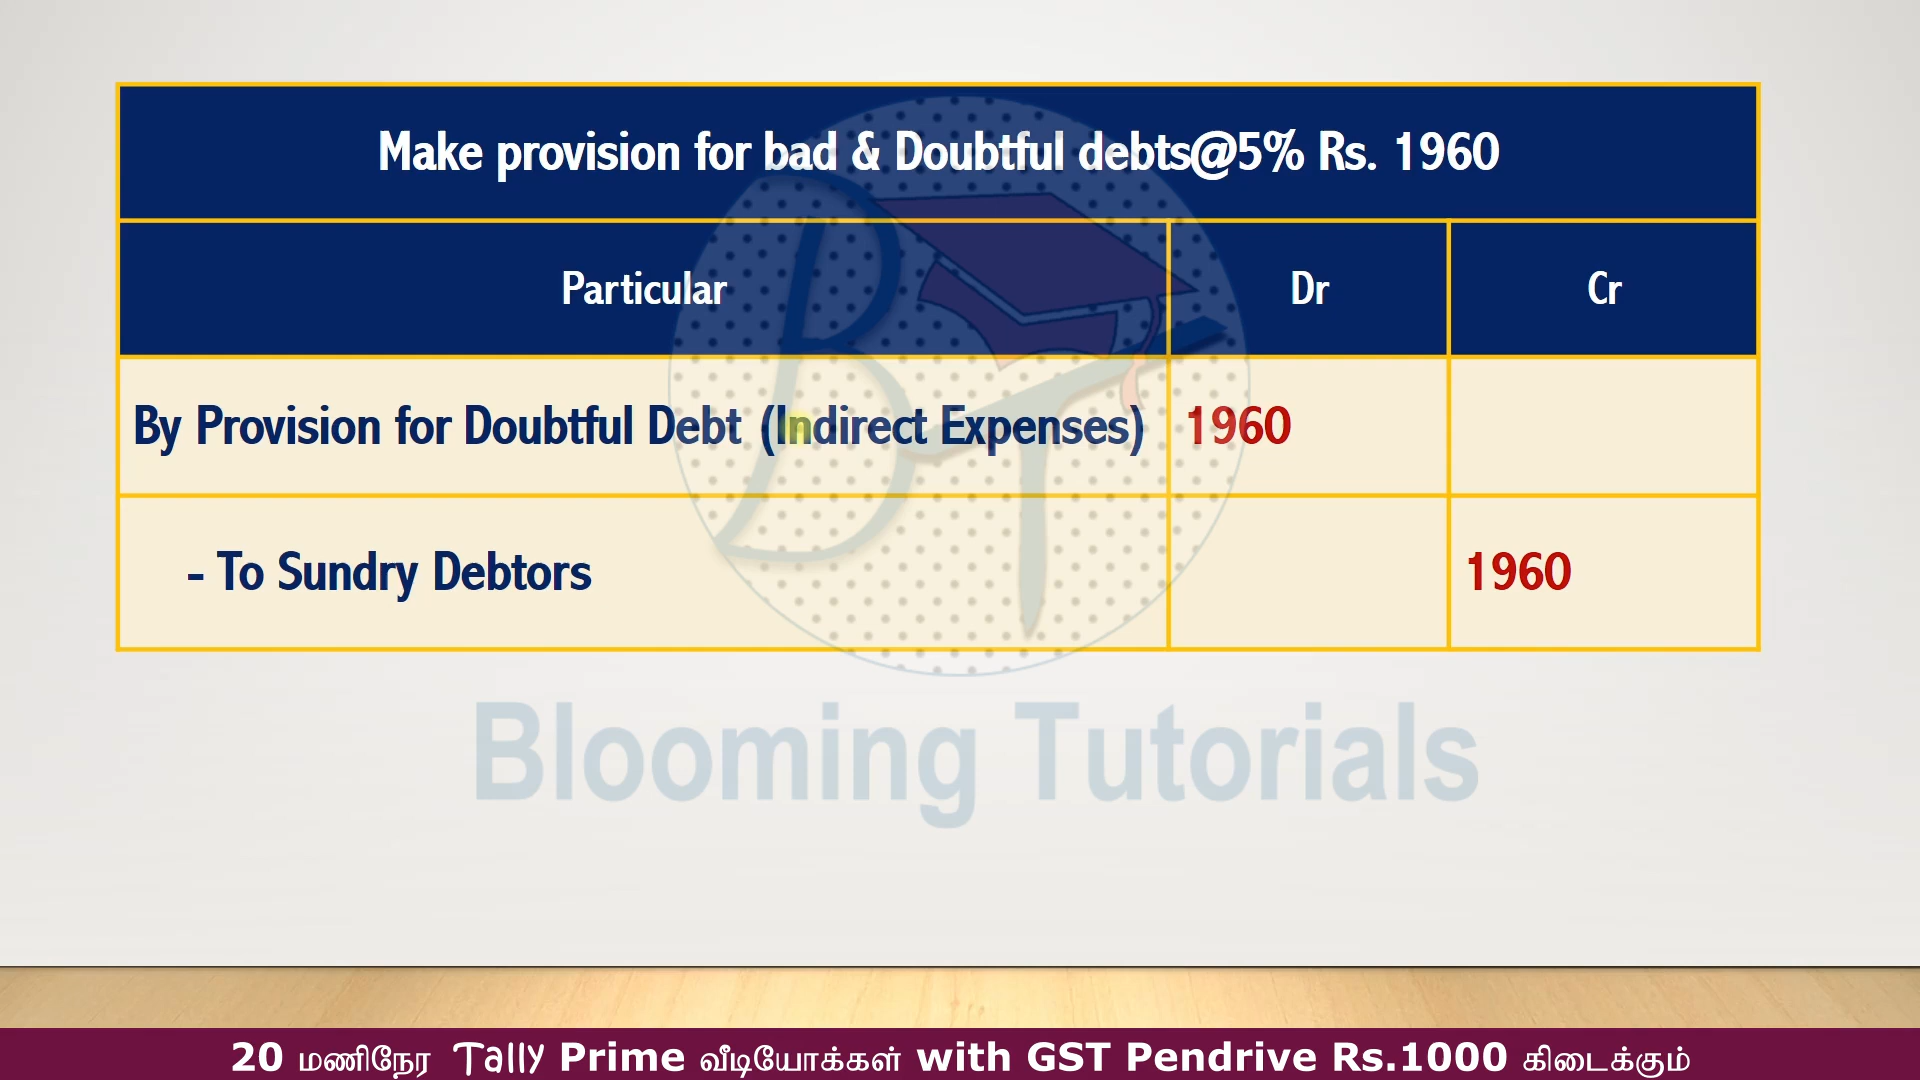 Make provision for bad & Doubtful debts@5% Rs. 1960
Particular Dr Cr
By Provision for Doubtful Debt (Indirect Expenses) 1960
- To Sundry Debtors 1960
Blooming Tutorials
20 மணிநேர Tally Prime வீடியோக்கள் with GST Pendrive Rs.1000 கிடைக்கும்